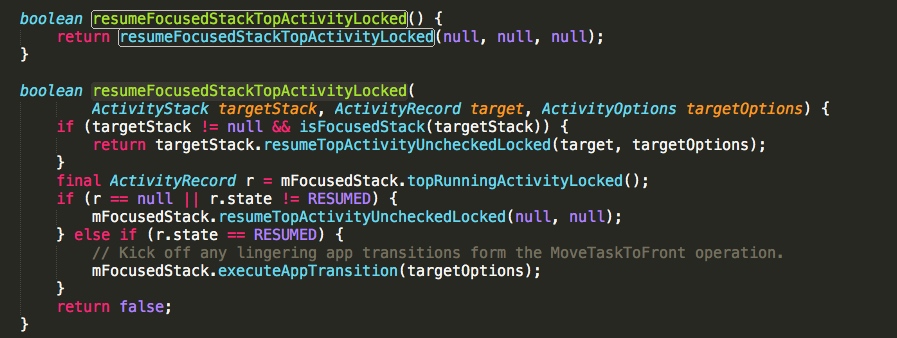 boolean resumeFocusedStackTopActivityLocked() {
    return resumeFocusedStackTopActivityLocked(null, null, null);
}

boolean resumeFocusedStackTopActivityLocked(
        ActivityStack targetStack, ActivityRecord target, ActivityOptions targetOptions) {
    if (targetStack != null && isFocusedStack(targetStack)) {
        return targetStack.resumeTopActivityUncheckedLocked(target, targetOptions);
    }
    final ActivityRecord r = mFocusedStack.topRunningActivityLocked();
    if (r == null || r.state != RESUMED) {
        mFocusedStack.resumeTopActivityUncheckedLocked(null, null);
    } else if (r.state == RESUMED) {
        // Kick off any lingering app transitions form the MoveTaskToFront operation.
        mFocusedStack.executeAppTransition(targetOptions);
    }
    return false;
}